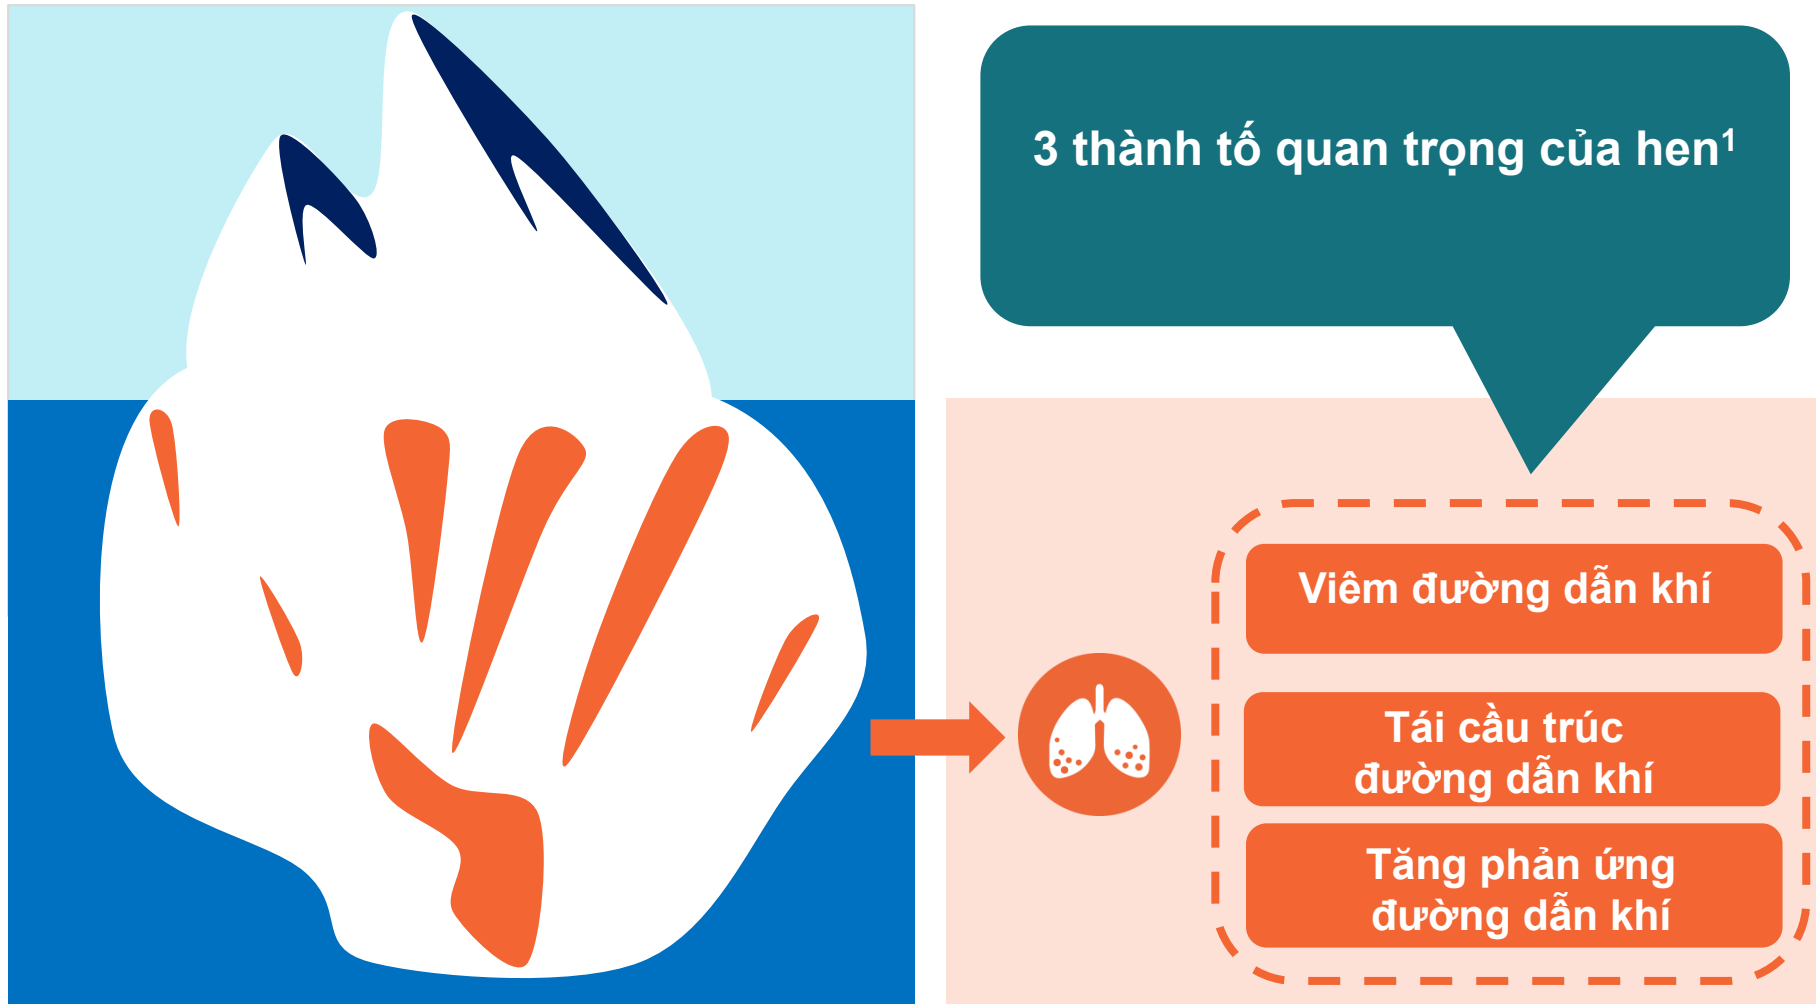 3 thành tố quan trọng của hen¹
Viêm đường dẫn khí
Tái cầu trúc
đường dẫn khí
Tăng phản ứng
đường dẫn khí